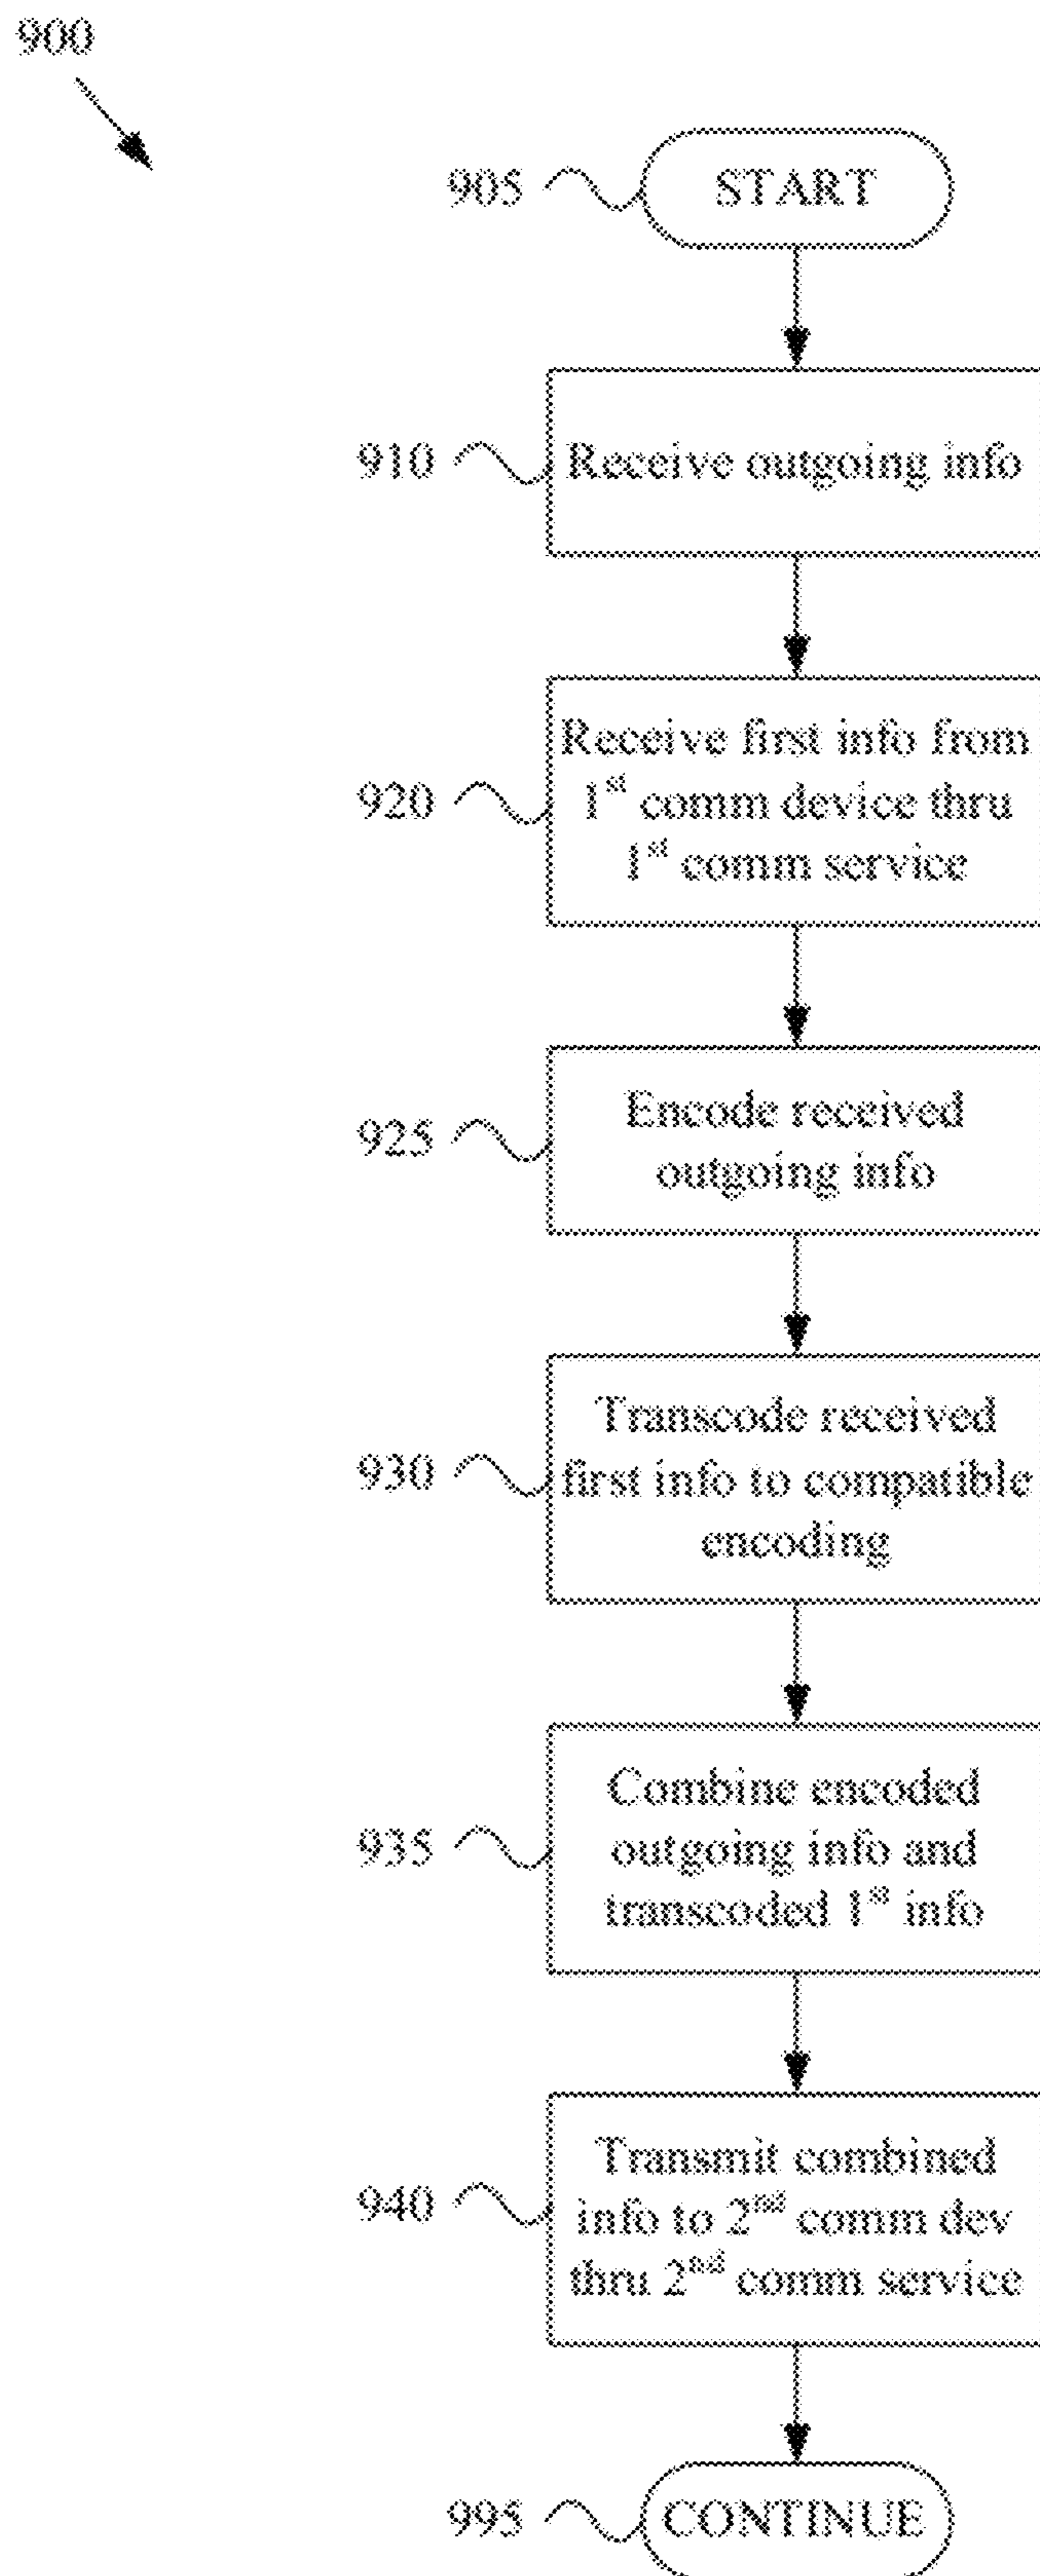 900
905 START
910 Receive outgoing info
920 Receive first info from
1st comm device thru
1st comm service
925 Encode received
outgoing info
930 Transcode received
first info to compatible
encoding
935 Combine encoded
outgoing info and
transcoded 1st info
940 Transmit combined
info to 2nd comm dev
thru 2nd comm service
995 CONTINUE